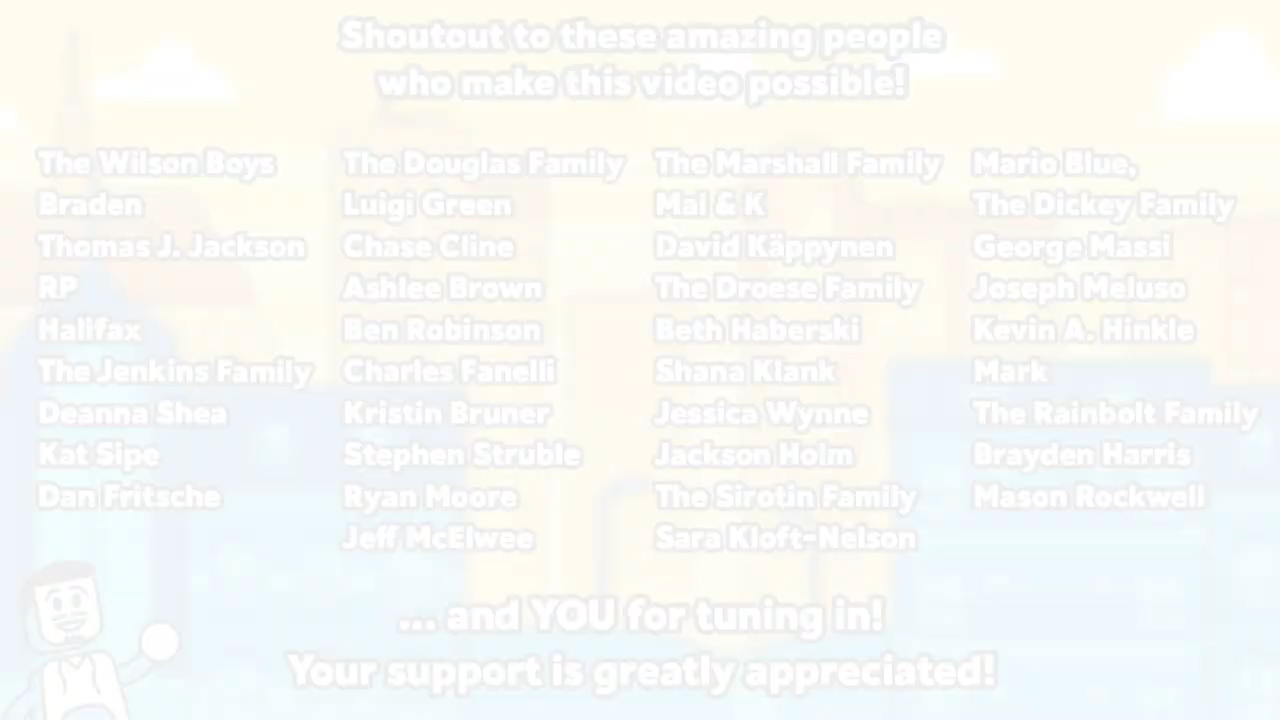 Shoutout to these amazing people
who make this video possible!
The Wilson Boys
Braden
Thomas J. Jackson
RP
Halifax
The Jenkins Family
Deanna Shea
Kat Sipe
Dan Fritsche
The Douglas Family
Luigi Green
Chase Cline
Ashlee Brown
Ben Robinson
Charles Fanelli
Kristin Bruner
Stephen Struble
Ryan Moore
Jeff McElwee
The Marshall Family
Mal & K
David Käppynen
The Droese Family
Beth Haberski
Shana Klank
Jessica Wynne
Jackson Holm
The Sirotin Family
Sara Kloft-Nelson
Mario Blue,
The Dickey Family
George Massi
Joseph Meluso
Kevin A. Hinkle
Mark
The Rainbolt Family
Brayden Harris
Mason Rockwell
... and YOU for tuning in!
Your support is greatly appreciated!